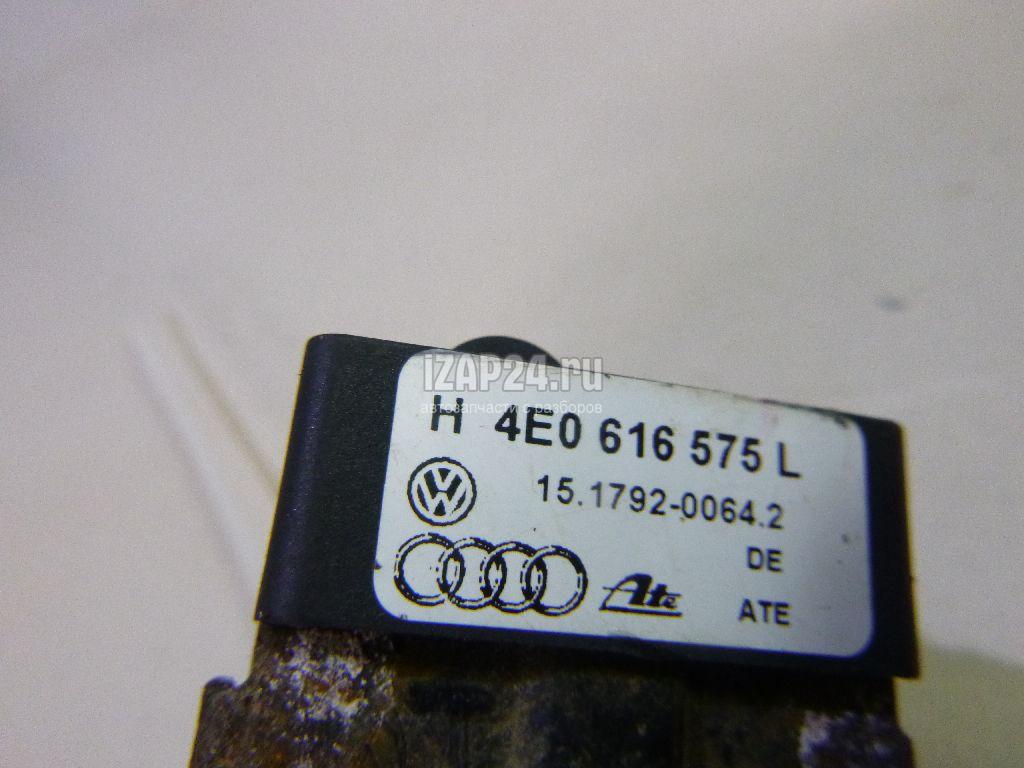 iZAP24.ru
автозапчасти с разборов
H 4E0 616 575 L
15.1792-0064.2
DE
Ate
ATE